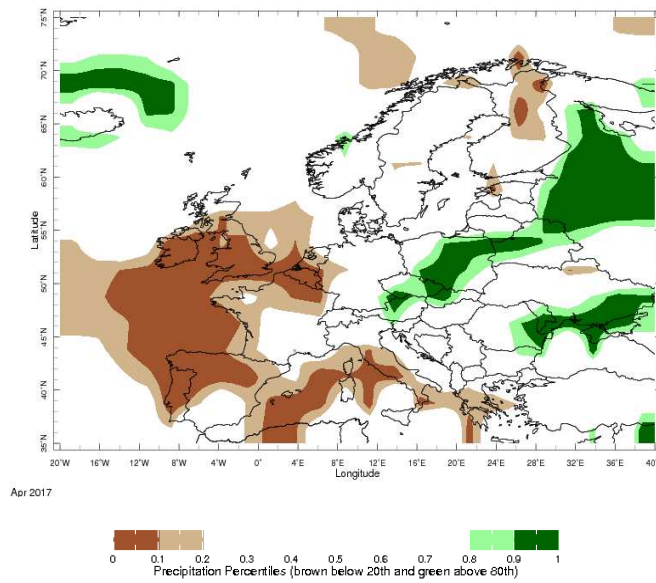 75°N
70°N
65°N
60°N
55°N
50°N
45°N
40°N
35°N
Latitude
20°W 16°W 12°W 8°W 4°W 0° 4°E 8°E 12°E 16°E 20°E 24°E 28°E 32°E 36°E 40°E
Longitude
Apr 2017
0 0.1 0.2 0.3 0.4 0.5 0.6 0.7 0.8 0.9 1
Precipitation Percentiles (brown below 20th and green above 80th)